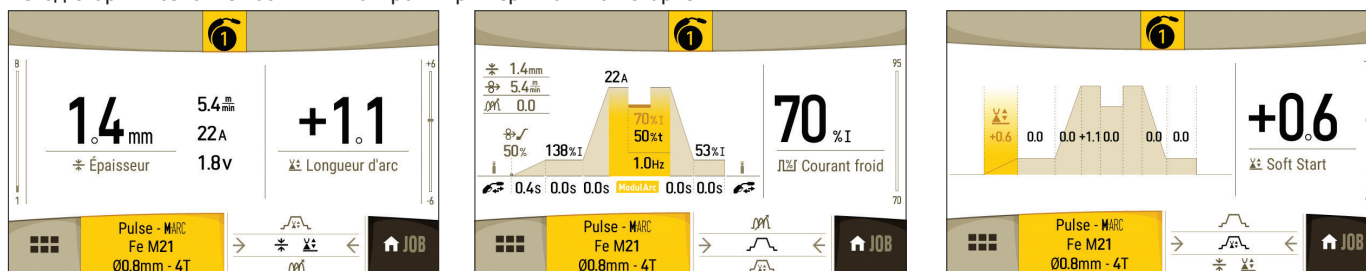 1
8
1
1.4 mm
Épaisseur
5.4 m/min
22A
1.8V
+1.1
Longueur d'arc
+6
-6
Pulse - MARC
Fe M21
Ø0.8mm - 4T
JOB
1
1.4mm
5.4 m/min
0.0
22A
50%
138%I
70%I
50%t
1.0Hz
53%I
0.4s 0.0s 0.0s ModulArc 0.0s 0.0s
70 %I
Courant froid
95
70
Pulse - MARC
Fe M21
Ø0.8mm - 4T
JOB
1
+0.6 0.0 0.0 +1.1 0.0 0.0 0.0
+0.6
Soft Start
Pulse - MARC
Fe M21
Ø0.8mm - 4T
JOB